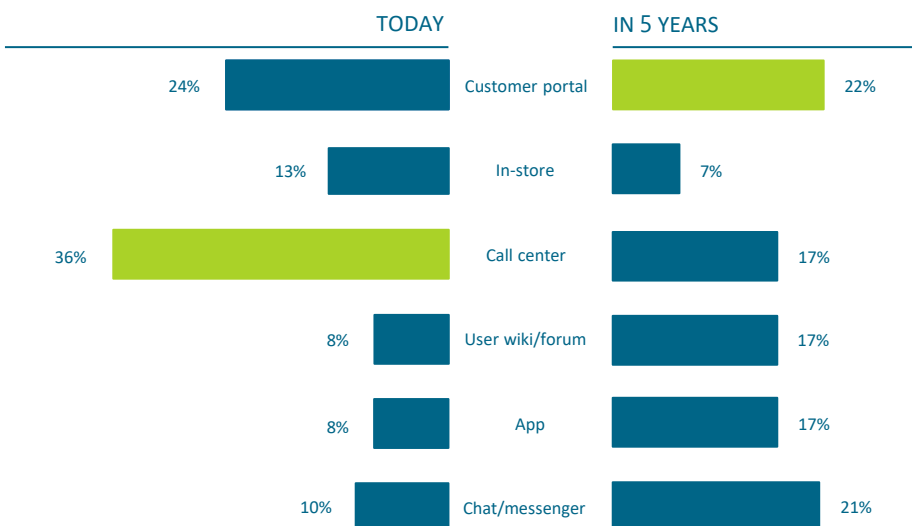 TODAY IN 5 YEARS
24% Customer portal 22%
13% In-store 7%
36% Call center 17%
8% User wiki/forum 17%
8% App 17%
10% Chat/messenger 21%